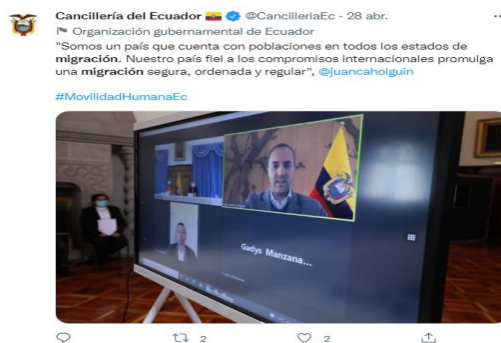 Cancillería del Ecuador @CancilleriaEc · 28 abr.
Organización gubernamental de Ecuador
"Somos un país que cuenta con poblaciones en todos los estados de
migración. Nuestro país fiel a los compromisos internacionales promulga
una migración segura, ordenada y regular", @juancaholguin
#MovilidadHumanaEc
Gadys Manzana...
2 2